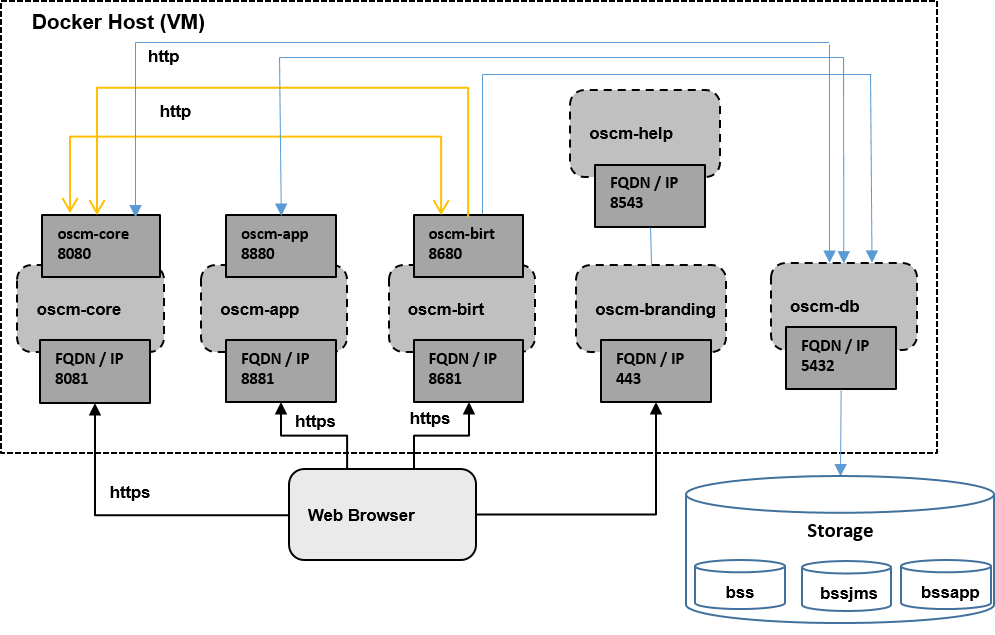 Docker Host (VM)
http
http
oscm-help
FQDN / IP
8543
oscm-core
8080
oscm-app
8880
oscm-birt
8680
oscm-core
oscm-app
oscm-birt
oscm-branding
oscm-db
FQDN / IP
8081
FQDN / IP
8881
FQDN / IP
8681
FQDN / IP
443
FQDN / IP
5432
https
https
https
Web Browser
Storage
bss
bssjms
bssapp